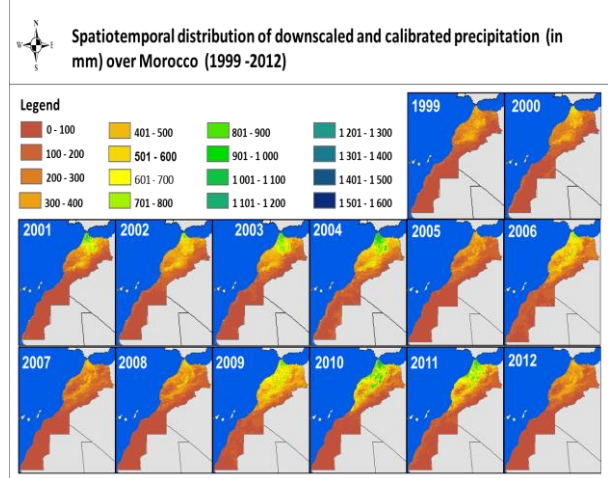 N
W E
S
Spatiotemporal distribution of downscaled and calibrated precipitation (in
mm) over Morocco (1999 -2012)
Legend
0 - 100
100 - 200
200 - 300
300 - 400
401 - 500
501 - 600
601 - 700
701 - 800
801 - 900
901 - 1 000
1 001 - 1 100
1 101 - 1 200
1 201 - 1 300
1 301 - 1 400
1 401 - 1 500
1 501 - 1 600
1999 2000
2001 2002 2003 2004 2005 2006
2007 2008 2009 2010 2011 2012